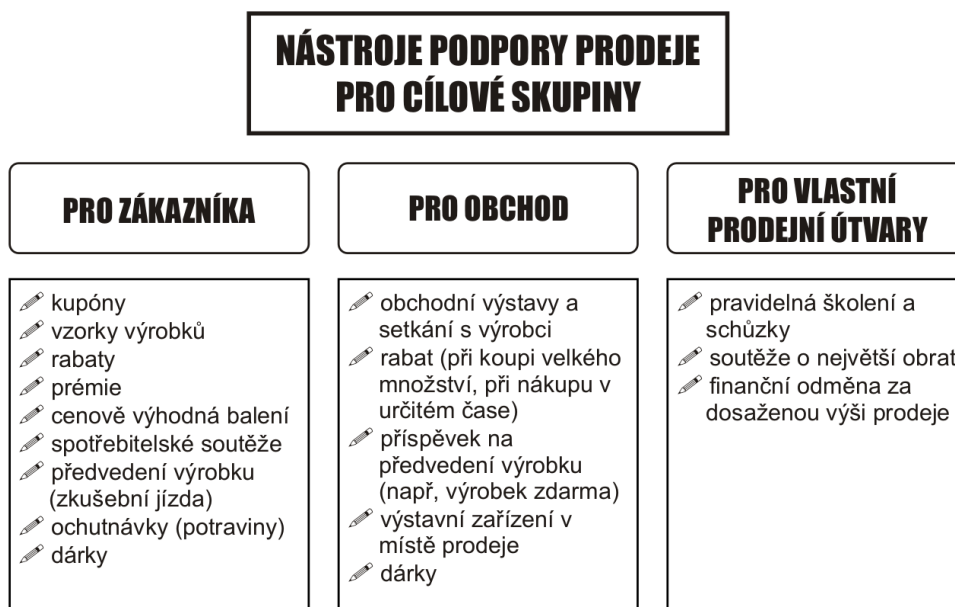 NÁSTROJE PODPORY PRODEJE
PRO CÍLOVÉ SKUPINY
PRO ZÁKAZNÍKA
kupóny
vzorky výrobků
rabaty
prémie
cenově výhodná balení
spotřebitelské soutěže
předvedení výrobku
(zkušební jízda)
ochutnávky (potraviny)
dárky
PRO OBCHOD
obchodní výstavy a
setkání s výrobci
rabat (při koupi velkého
množství, při nákupu v
určitém čase)
příspěvek na
předvedení výrobku
(např, výrobek zdarma)
výstavní zařízení v
místě prodeje
dárky
PRO VLASTNÍ
PRODEJNÍ ÚTVARY
pravidelná školení a
schůzky
soutěže o největší obrat
finanční odměna za
dosaženou výši prodeje